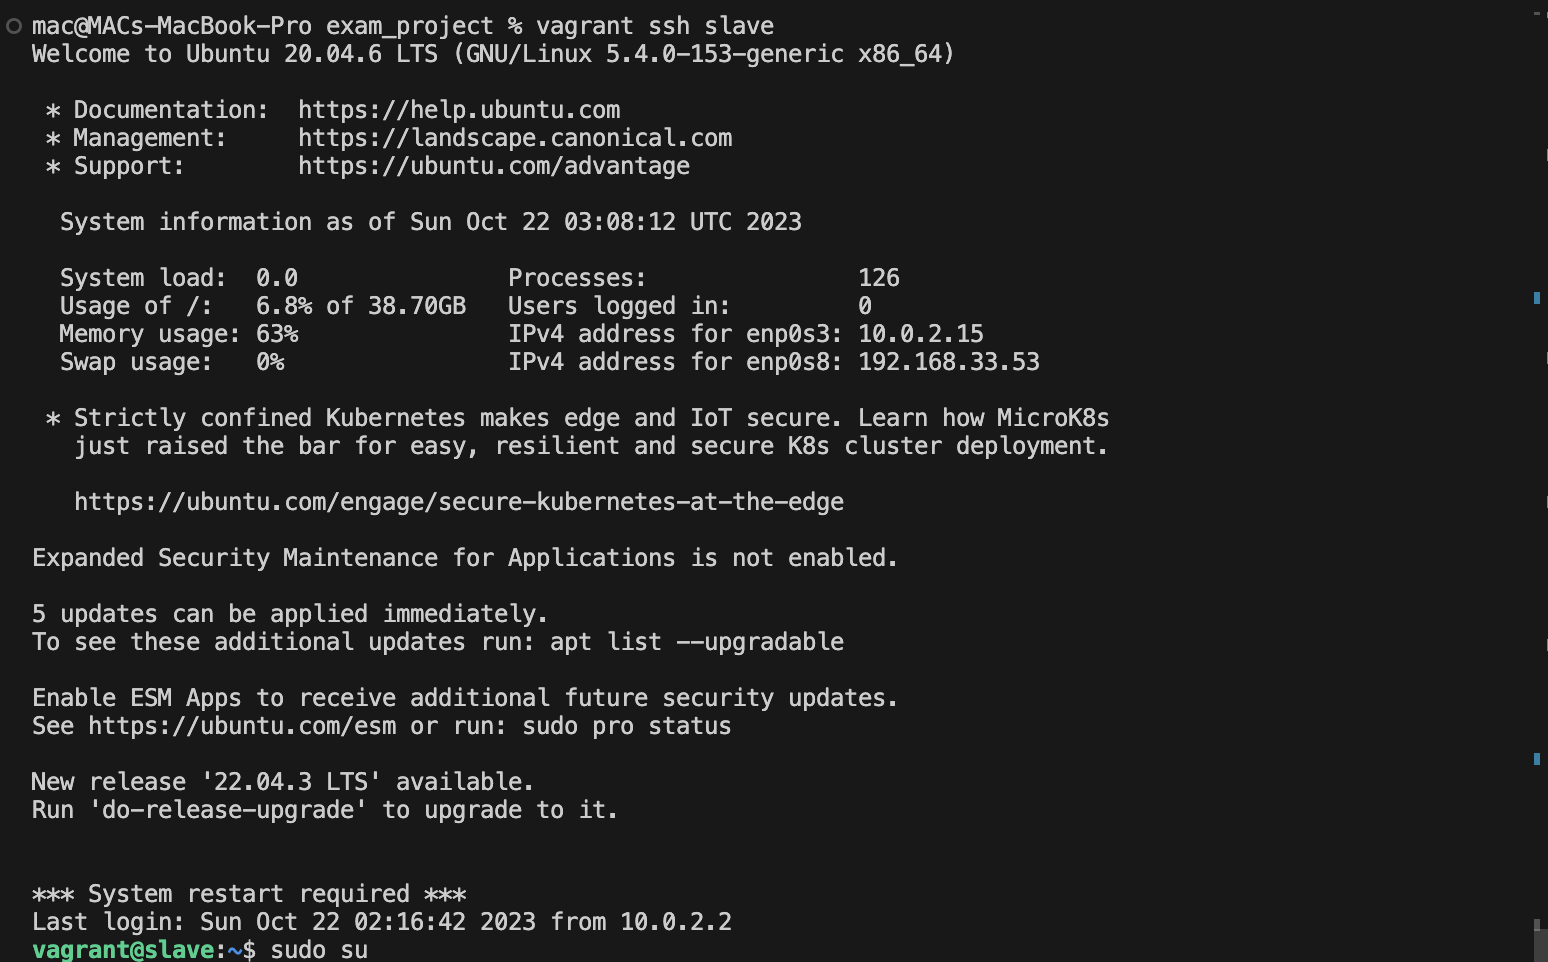 mac@MACs-MacBook-Pro exam_project % vagrant ssh slave
Welcome to Ubuntu 20.04.6 LTS (GNU/Linux 5.4.0-153-generic x86_64)
* Documentation:  https://help.ubuntu.com
* Management:     https://landscape.canonical.com
* Support:        https://ubuntu.com/advantage
System information as of Sun Oct 22 03:08:12 UTC 2023
System load:  0.0               Processes:               126
Usage of /:   6.8% of 38.70GB   Users logged in:         0
Memory usage: 63%               IPv4 address for enp0s3: 10.0.2.15
Swap usage:   0%                IPv4 address for enp0s8: 192.168.33.53
* Strictly confined Kubernetes makes edge and IoT secure. Learn how MicroK8s
just raised the bar for easy, resilient and secure K8s cluster deployment.
https://ubuntu.com/engage/secure-kubernetes-at-the-edge
Expanded Security Maintenance for Applications is not enabled.
5 updates can be applied immediately.
To see these additional updates run: apt list --upgradable
Enable ESM Apps to receive additional future security updates.
See https://ubuntu.com/esm or run: sudo pro status
New release '22.04.3 LTS' available.
Run 'do-release-upgrade' to upgrade to it.
*** System restart required ***
Last login: Sun Oct 22 02:16:42 2023 from 10.0.2.2
vagrant@slave:~$ sudo su